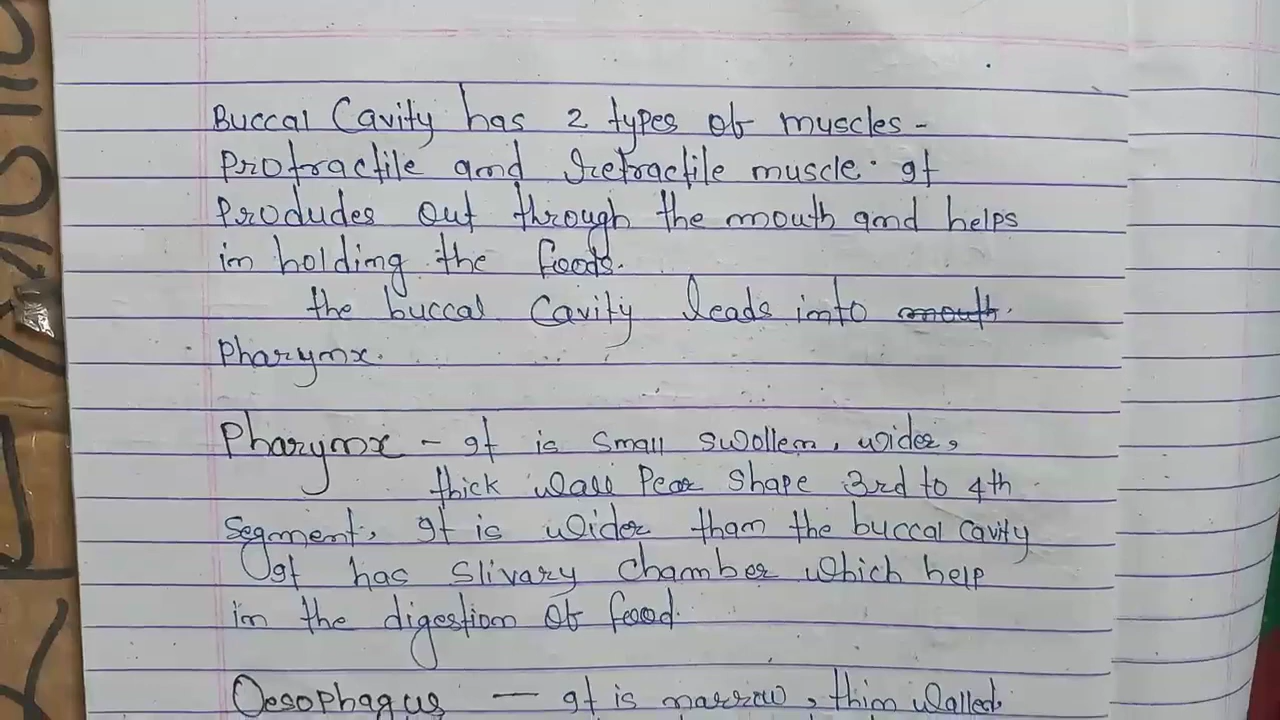 Buccal Cavity has 2 types of muscles -
Protractile and retractile muscle. It
Produdes out through the mouth and helps
in holding the foods.
the buccal Cavity leads into mouth.
Pharynx.
Pharynx - It is small swollen, wider,
thick wall Pear Shape 3rd to 4th
segment. It is wider than the buccal cavity
It has Slivary Chamber which help
in the digestion of food.
Oesophagus — It is narrow, thin walled.